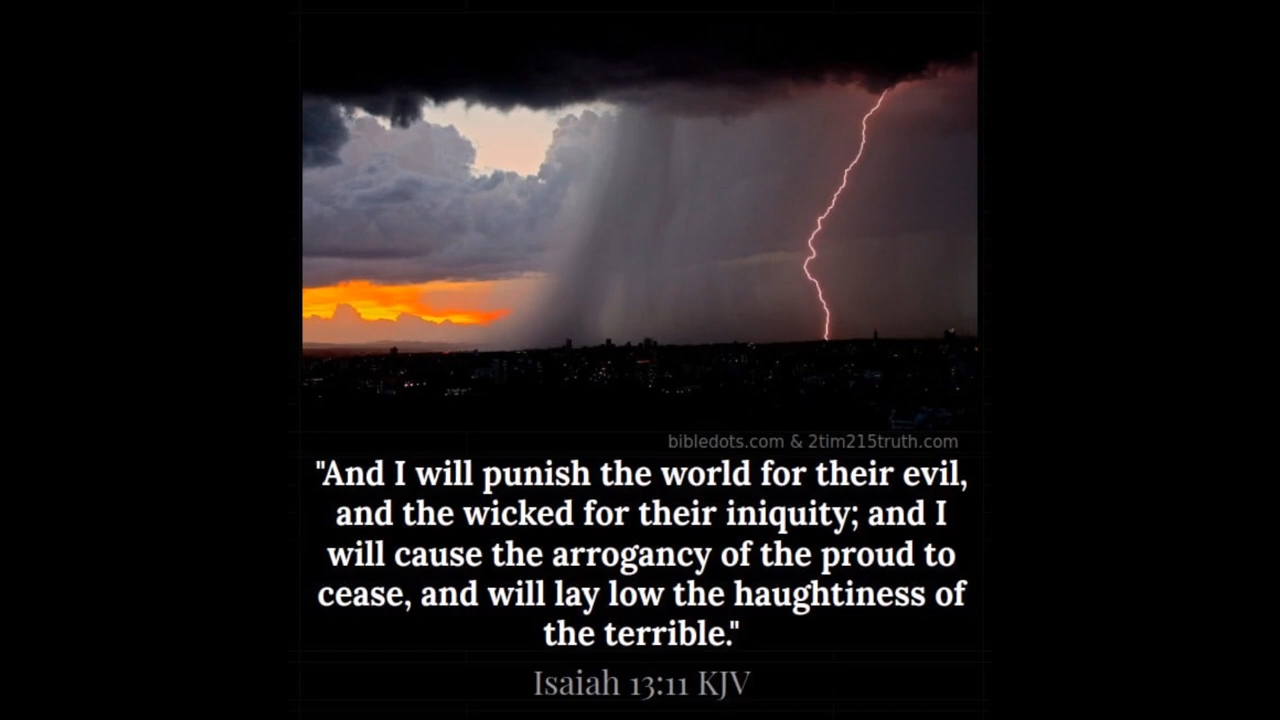 bibledots.com & 2tim215truth.com
"And I will punish the world for their evil,
and the wicked for their iniquity; and I
will cause the arrogancy of the proud to
cease, and will lay low the haughtiness of
the terrible."
Isaiah 13:11 KJV